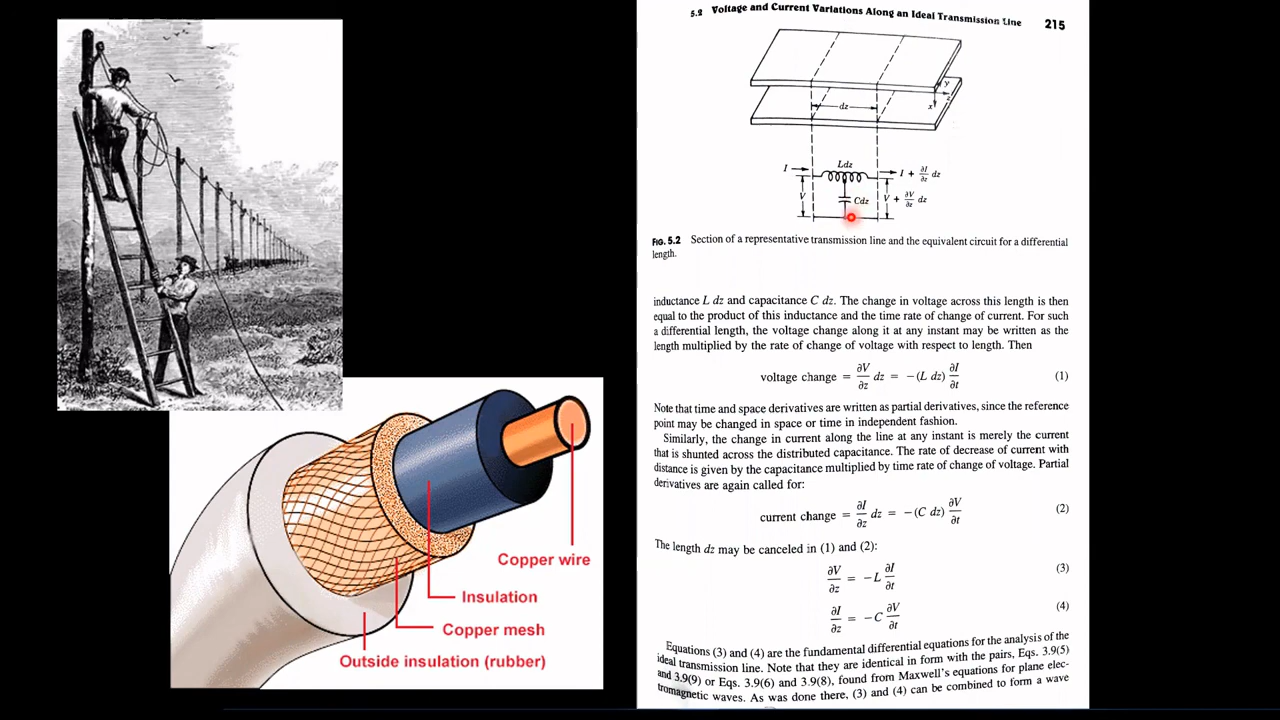 5.2 Voltage and Current Variations Along an Ideal Transmission Line 215
y
x
z
dz
Ldz
I
I + ∂I/∂z dz
V
Cdz
V + ∂V/∂z dz
FIG. 5.2 Section of a representative transmission line and the equivalent circuit for a differential
length.
inductance L dz and capacitance C dz. The change in voltage across this length is then
equal to the product of this inductance and the time rate of change of current. For such
a differential length, the voltage change along it at any instant may be written as the
length multiplied by the rate of change of voltage with respect to length. Then
voltage change = ∂V/∂z dz = −(L dz) ∂I/∂t (1)
Note that time and space derivatives are written as partial derivatives, since the reference
point may be changed in space or time in independent fashion.
Similarly, the change in current along the line at any instant is merely the current
that is shunted across the distributed capacitance. The rate of decrease of current with
distance is given by the capacitance multiplied by time rate of change of voltage. Partial
derivatives are again called for:
current change = ∂I/∂z dz = −(C dz) ∂V/∂t (2)
The length dz may be canceled in (1) and (2):
∂V/∂z = −L ∂I/∂t (3)
∂I/∂z = −C ∂V/∂t (4)
Equations (3) and (4) are the fundamental differential equations for the analysis of the
ideal transmission line. Note that they are identical in form with the pairs, Eqs. 3.9(5)
and 3.9(9) or Eqs. 3.9(6) and 3.9(8), found from Maxwell's equations for plane elec-
tromagnetic waves. As was done there, (3) and (4) can be combined to form a wave
Copper wire
Insulation
Copper mesh
Outside insulation (rubber)